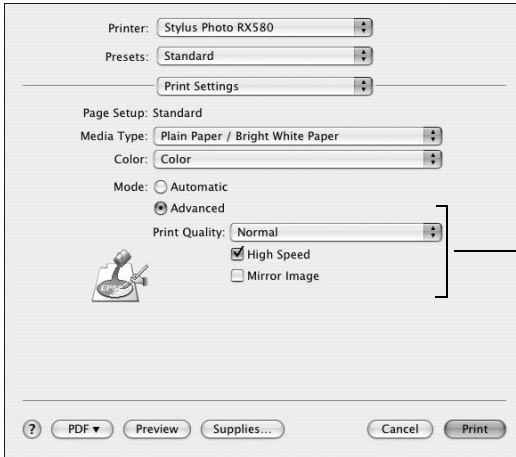 Printer: Stylus Photo RX580
Presets: Standard
Print Settings
Page Setup: Standard
Media Type: Plain Paper / Bright White Paper
Color: Color
Mode: Automatic
Advanced
Print Quality: Normal
High Speed
Mirror Image
EPSON
? PDF▼ Preview Supplies... Cancel Print